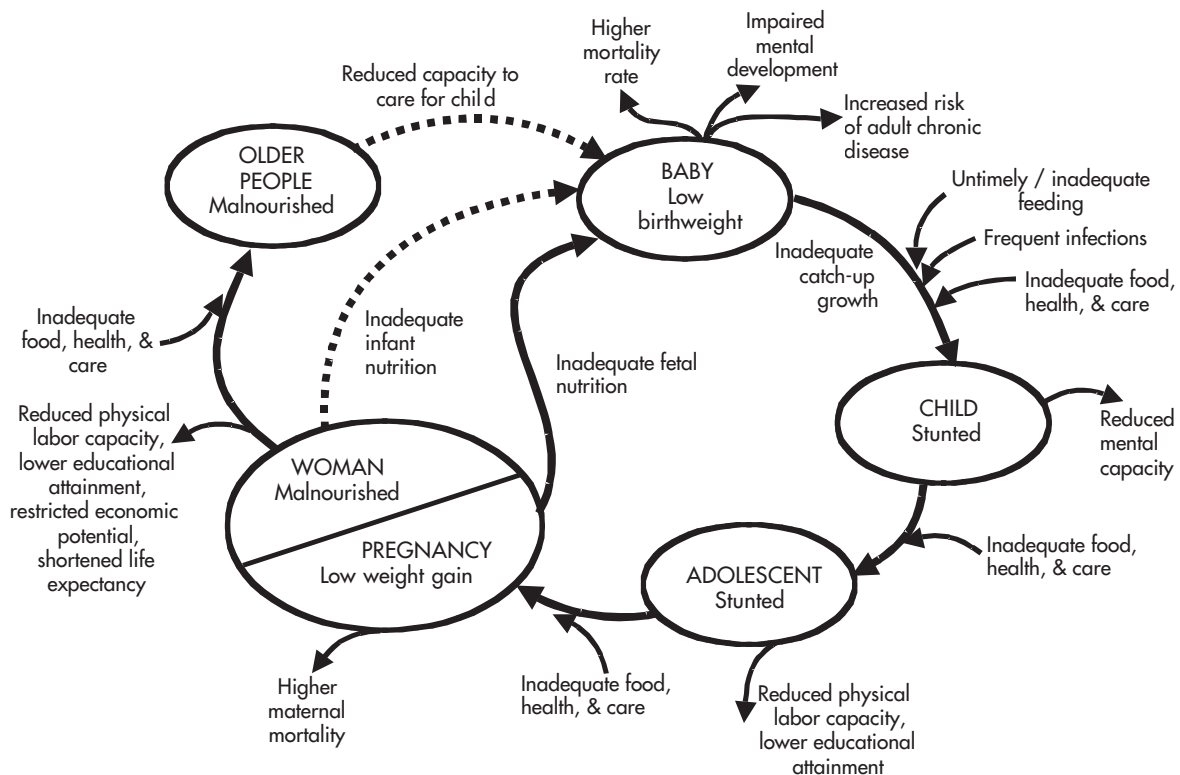 Higher
mortality
rate
Impaired
mental
development
Reduced capacity to
care for child
Increased risk
of adult chronic
disease
OLDER
PEOPLE
Malnourished
BABY
Low
birthweight
Untimely / inadequate
feeding
Frequent infections
Inadequate
catch-up
growth
Inadequate food,
health, & care
Inadequate
food, health, &
care
Inadequate
infant
nutrition
Inadequate fetal
nutrition
CHILD
Stunted
Reduced
mental
capacity
Reduced physical
labor capacity,
lower educational
attainment,
restricted economic
potential,
shortened life
expectancy
WOMAN
Malnourished
PREGNANCY
Low weight gain
ADOLESCENT
Stunted
Inadequate food,
health, & care
Higher
maternal
mortality
Inadequate food,
health, & care
Reduced physical
labor capacity,
lower educational
attainment